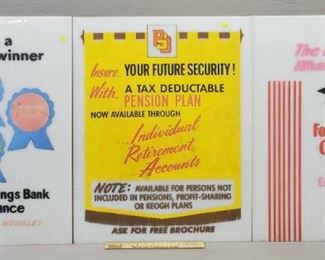 a
winner
ngs Bank
ance
BOOKLET
Insure YOUR FUTURE SECURITY!
With A TAX DEDUCTABLE
PENSION PLAN
NOW AVAILABLE THROUGH
Individual
Retirement
Accounts
NOTE: AVAILABLE FOR PERSONS NOT
INCLUDED IN PENSIONS, PROFIT-SHARING
OR KEOGH PLANS
ASK FOR FREE BROCHURE
The
Wha
Fo
C
E